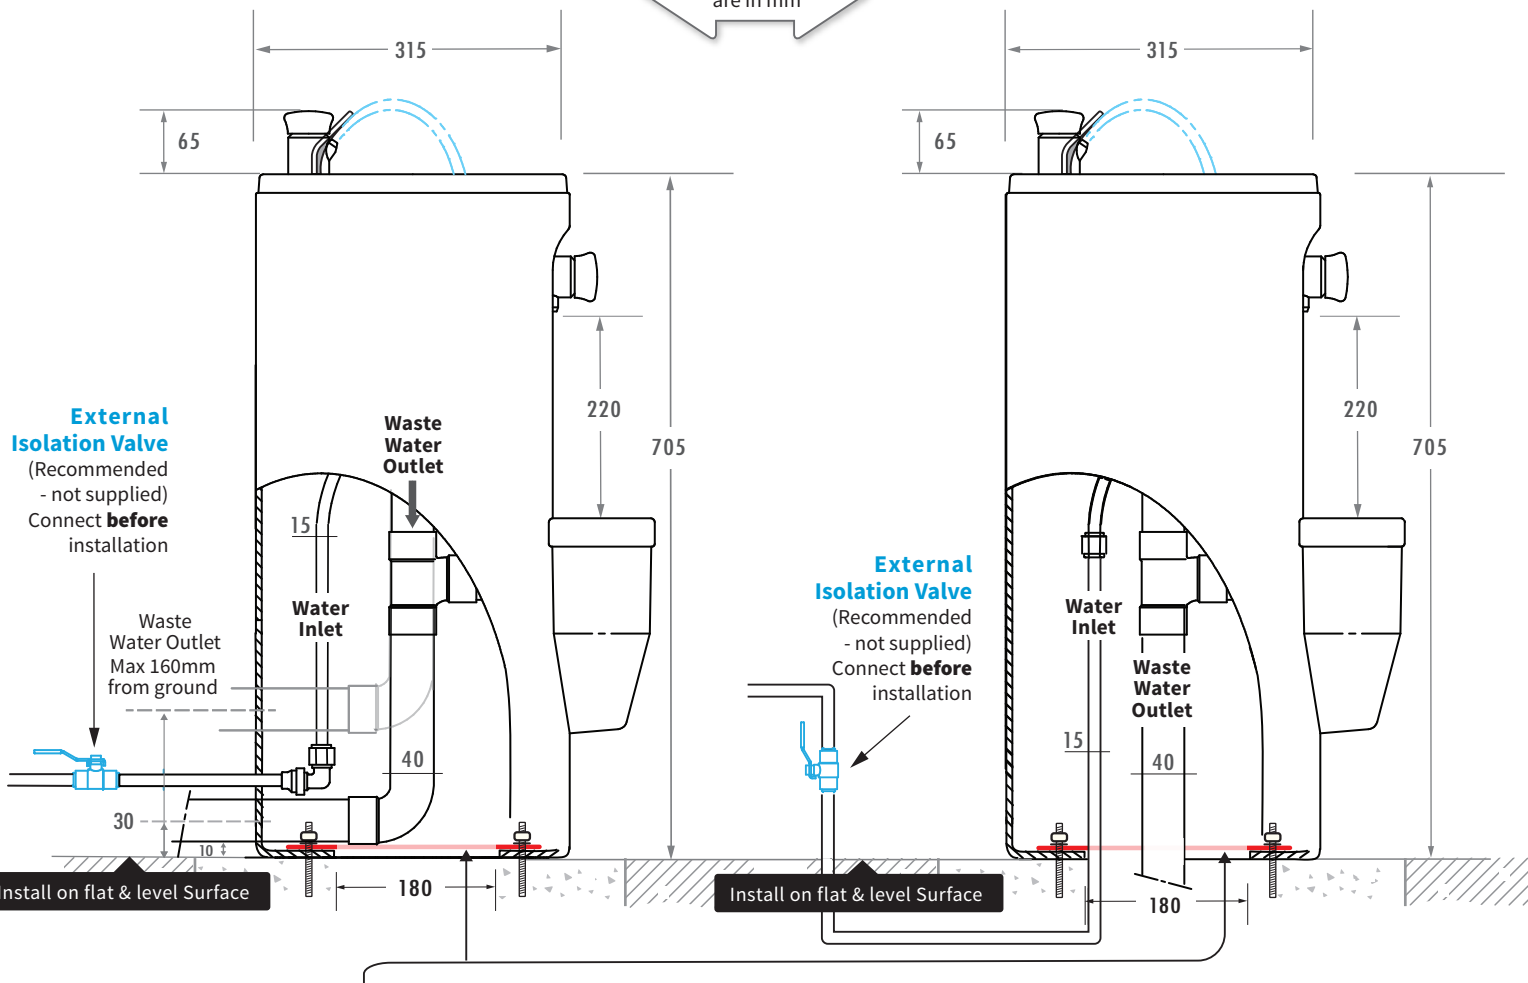 are in mm
315
315
65
65
External
Isolation Valve
(Recommended
- not supplied)
Connect before
installation
Waste
Water
Outlet
220
705
220
705
15
Water
Inlet
Waste
Water Outlet
Max 160mm
from ground
40
30
10
Install on flat & level Surface
180
External
Isolation Valve
(Recommended
- not supplied)
Connect before
installation
Water
Inlet
Waste
Water
Outlet
15
40
Install on flat & level Surface
180